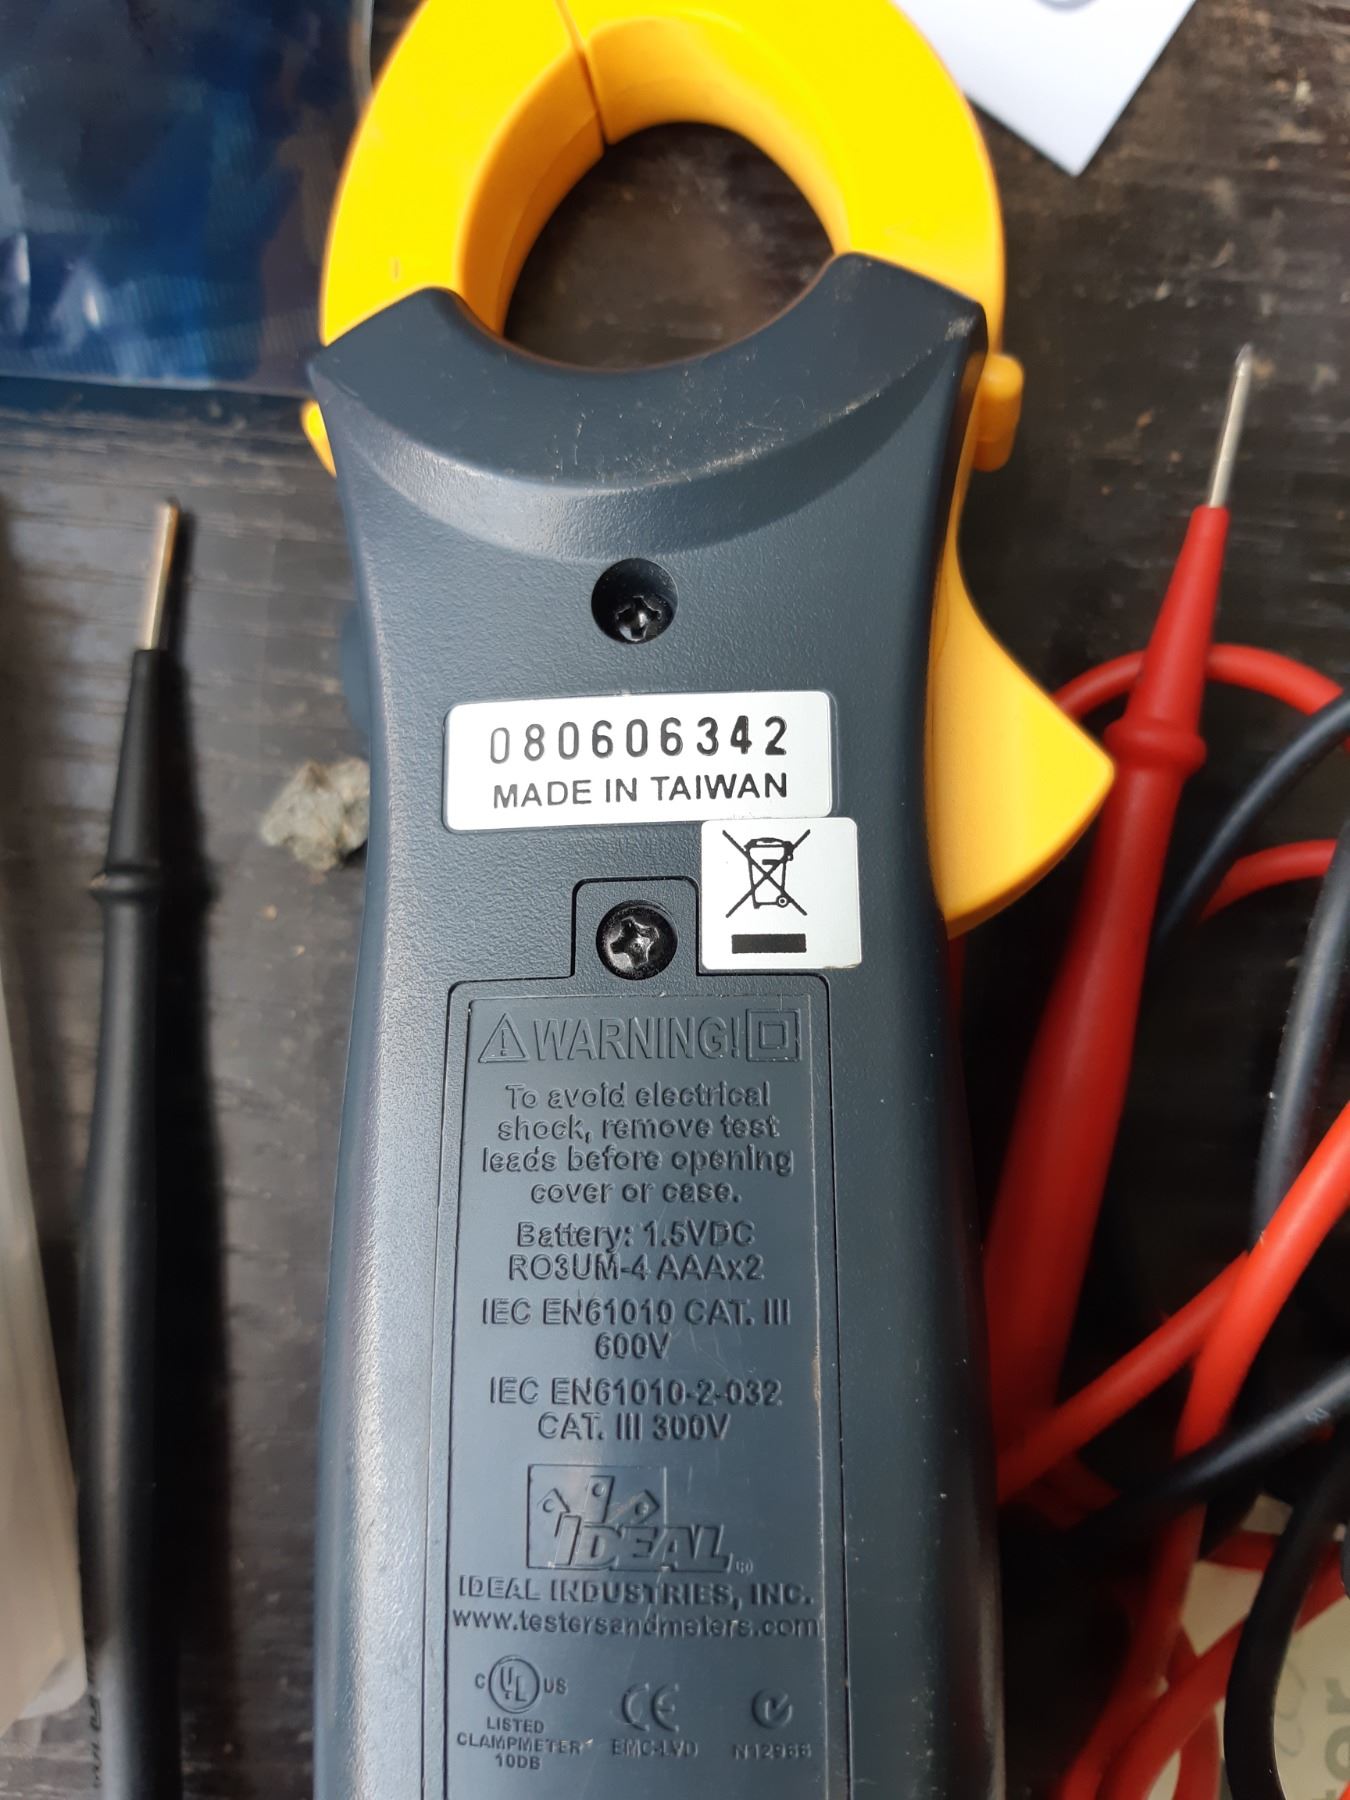 080606342
MADE IN TAIWAN
WARNING!
To avoid electrical
shock, remove test
leads before opening
cover or case.
Battery: 1.5VDC
RO3UM-4 AAAx2
IEC EN61010 CAT. III
600V
IEC EN61010-2-032
CAT. III 300V
IDEAL
IDEAL INDUSTRIES, INC.
www.testersandmeters.com
C UL US
LISTED
CLAMPMETER
10DB
CE
EMC-LVD
N12966